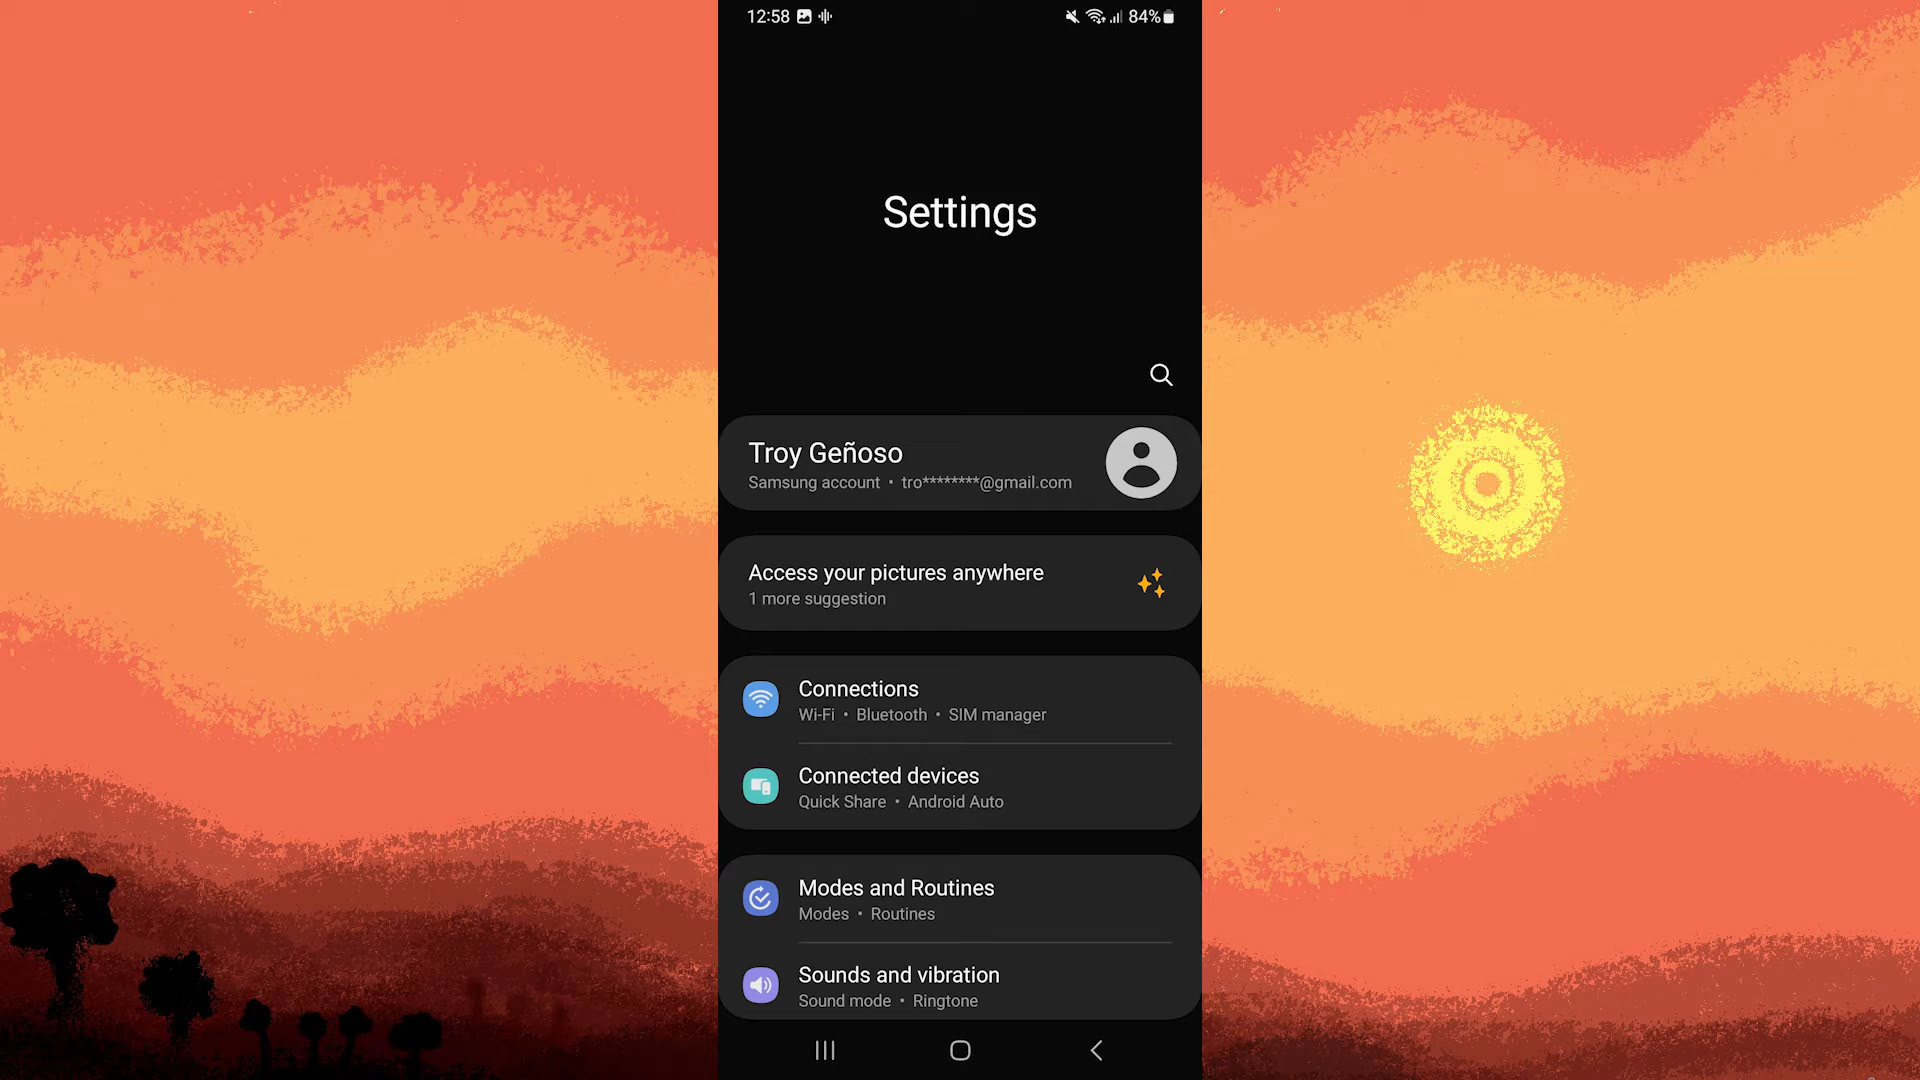 12:58 84%
Settings
Troy Geñoso
Samsung account • tro********@gmail.com
Access your pictures anywhere
1 more suggestion
Connections
Wi-Fi • Bluetooth • SIM manager
Connected devices
Quick Share • Android Auto
Modes and Routines
Modes • Routines
Sounds and vibration
Sound mode • Ringtone